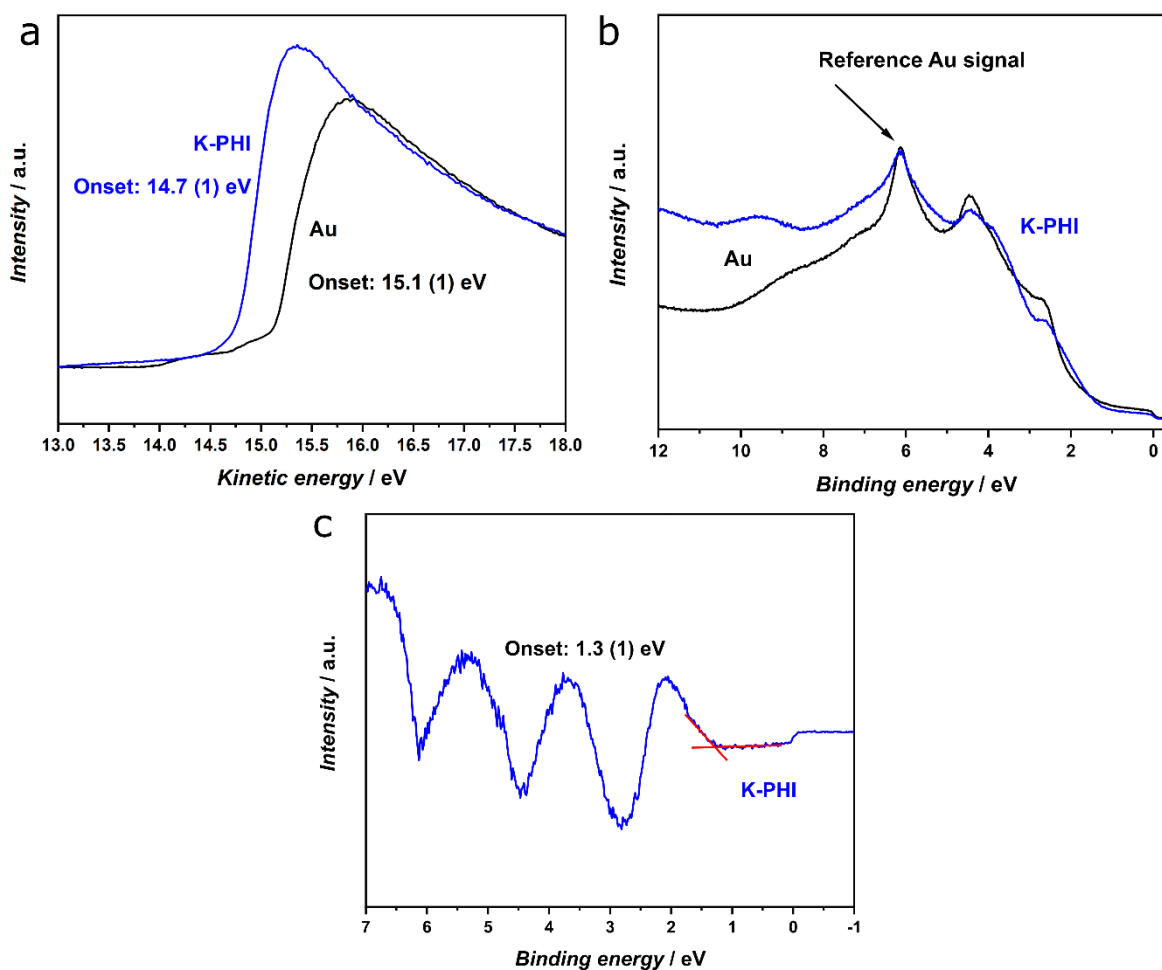 a
K-PHI
Onset: 14.7 (1) eV
Au
Onset: 15.1 (1) eV
Intensity / a.u.
13.0 13.5 14.0 14.5 15.0 15.5 16.0 16.5 17.0 17.5 18.0
Kinetic energy / eV
b
Reference Au signal
K-PHI
Au
Intensity / a.u.
12 10 8 6 4 2 0
Binding energy / eV
c
Onset: 1.3 (1) eV
K-PHI
Intensity / a.u.
7 6 5 4 3 2 1 0 -1
Binding energy / eV